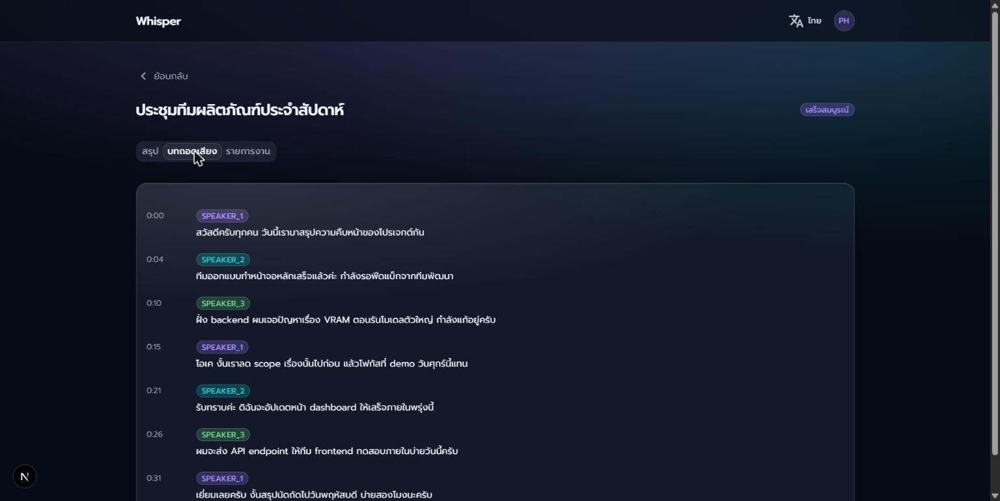 Whisper
ไทย
PH
ย้อนกลับ
ประชุมทีมผลิตภัณฑ์ประจำสัปดาห์
เสร็จสมบูรณ์
สรุป บทถอดเสียง รายการงาน
0:00 SPEAKER_1
สวัสดีครับทุกคน วันนี้เรามาสรุปความคืบหน้าของโปรเจกต์กัน
0:04 SPEAKER_2
ทีมออกแบบทำหน้าจอหลักเสร็จแล้วค่ะ กำลังรอฟีดแบ็กจากทีมพัฒนา
0:10 SPEAKER_3
ฝั่ง backend ผมเจอปัญหาเรื่อง VRAM ตอนรันโมเดลตัวใหญ่ กำลังแก้อยู่ครับ
0:15 SPEAKER_1
โอเค งั้นเราลด scope เรื่องนั้นไปก่อน แล้วโฟกัสที่ demo วันศุกร์นี้แทน
0:21 SPEAKER_2
รับทราบค่ะ ดิฉันจะอัปเดตหน้า dashboard ให้เสร็จภายในพรุ่งนี้
0:26 SPEAKER_3
ผมจะส่ง API endpoint ให้ทีม frontend ทดสอบภายในบ่ายวันนี้ครับ
0:31 SPEAKER_1
เยี่ยมเลยครับ งั้นสรุปนัดถัดไปวันพฤหัสบดี บ่ายสองโมงนะครับ
N